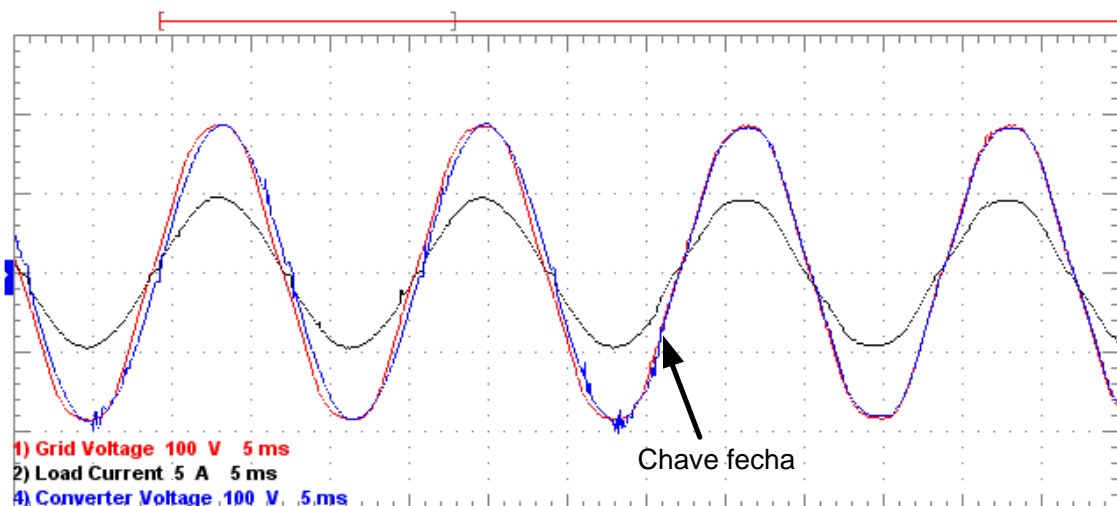 Chave fecha
1) Grid Voltage 100 V 5 ms
2) Load Current 5 A 5 ms
4) Converter Voltage 100 V 5 ms